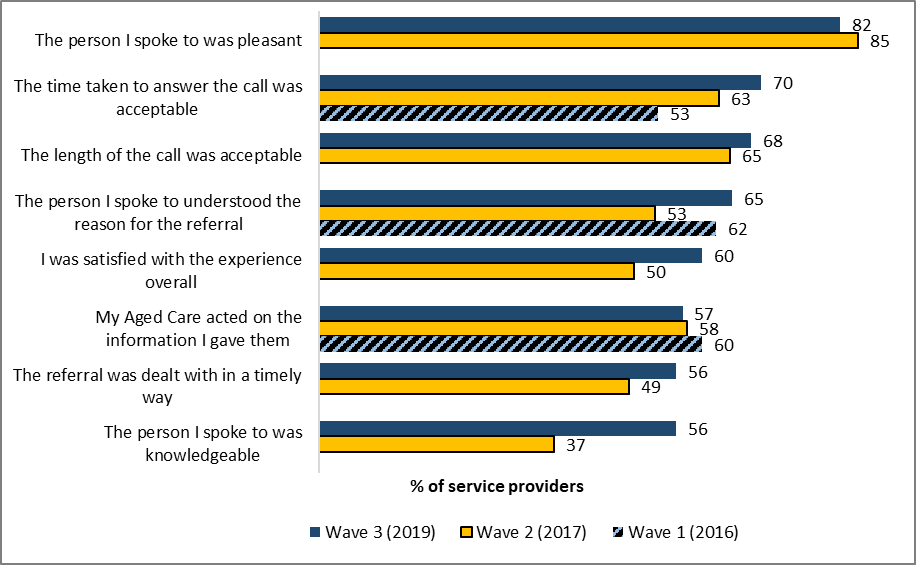 The person I spoke to was pleasant
82
85
The time taken to answer the call was
acceptable
70
63
53
The length of the call was acceptable
68
65
The person I spoke to understood the
reason for the referral
65
53
62
I was satisfied with the experience
overall
60
50
My Aged Care acted on the
information I gave them
57
58
60
The referral was dealt with in a timely
way
56
49
The person I spoke to was
knowledgeable
56
37
% of service providers
Wave 3 (2019) Wave 2 (2017) Wave 1 (2016)